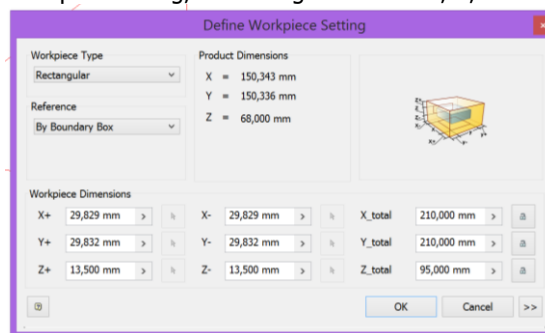 Define Workpiece Setting
Workpiece Type
Rectangular
Reference
By Boundary Box
Product Dimensions
X = 150,343 mm
Y = 150,336 mm
Z = 68,000 mm
Workpiece Dimensions
X+ 29,829 mm > X- 29,829 mm > X_total 210,000 mm >
Y+ 29,832 mm > Y- 29,832 mm > Y_total 210,000 mm >
Z+ 13,500 mm > Z- 13,500 mm > Z_total 95,000 mm >
OK Cancel >>